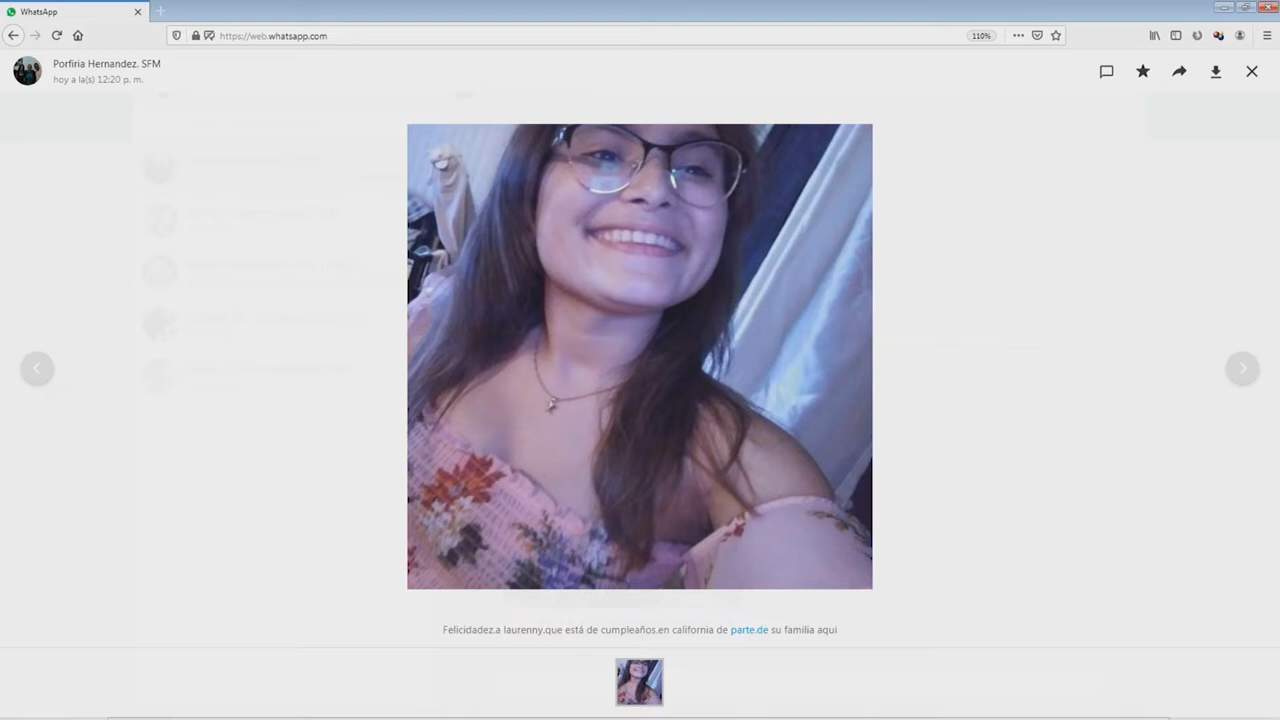 WhatsApp
https://web.whatsapp.com
110%
Porfiria Hernandez. SFM
hoy a la(s) 12:20 p. m.
Felicidadez.a laurenny.que está de cumpleaños.en california de parte.de su familia aqui